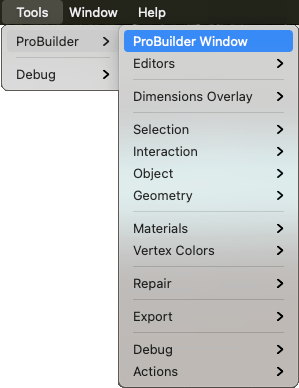 Tools Window Help
ProBuilder
Debug
ProBuilder Window
Editors
Dimensions Overlay
Selection
Interaction
Object
Geometry
Materials
Vertex Colors
Repair
Export
Debug
Actions